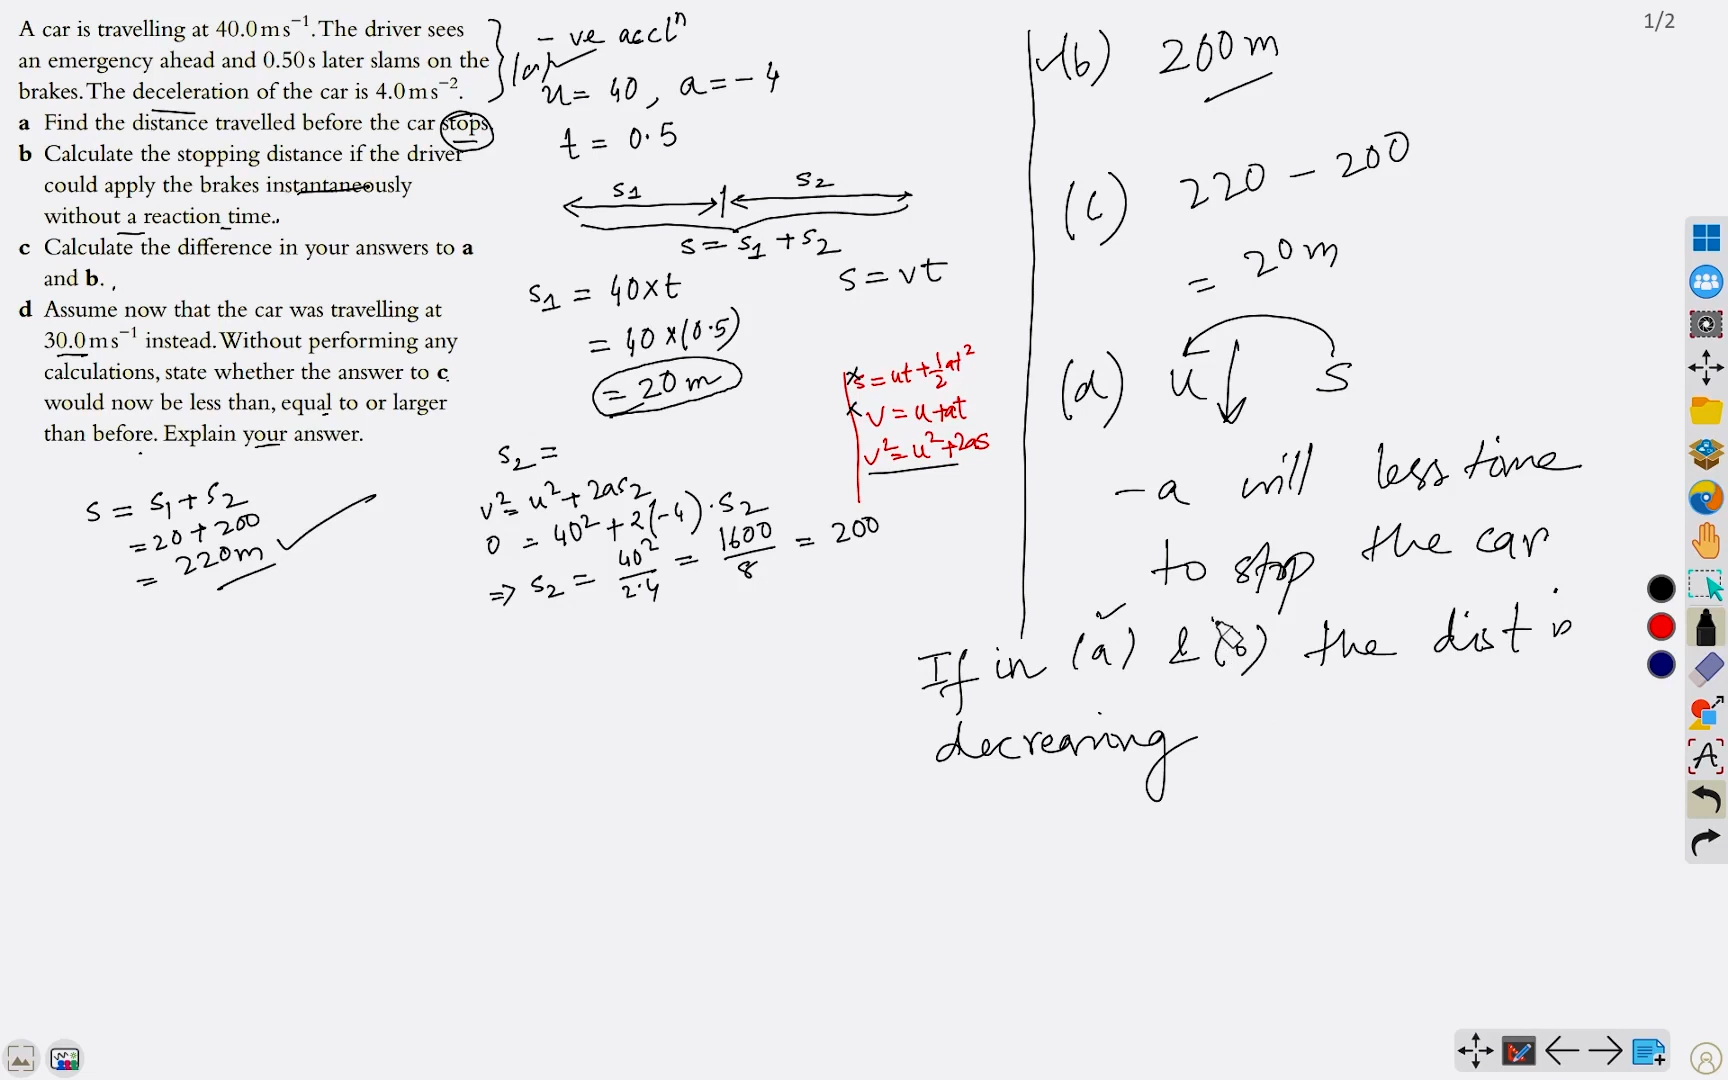 1/2
A car is travelling at 40.0 m s⁻¹. The driver sees
an emergency ahead and 0.50 s later slams on the
brakes. The deceleration of the car is 4.0 m s⁻².
a Find the distance travelled before the car stops.
b Calculate the stopping distance if the driver
could apply the brakes instantaneously
without a reaction time.
c Calculate the difference in your answers to a
and b.
d Assume now that the car was travelling at
30.0 m s⁻¹ instead. Without performing any
calculations, state whether the answer to c
would now be less than, equal to or larger
than before. Explain your answer.
S = S₁ + S₂
= 20 + 200
= 220 m
(a)
- ve acclⁿ
u = 40, a = - 4
t = 0.5
S₁ S₂
S = S₁ + S₂
S₁ = 40 x t
S = vt
= 40 x (0.5)
= 20 m
S = ut + ½at²
v = u + at
v² = u² + 2as
S₂ =
v² = u² + 2aS₂
0 = 40² + 2(-4) . S₂
⇒ S₂ = 40²/2.4 = 1600/8 = 200
(b) 200 m
(c) 220 - 200
= 20 m
(d) u ↓ S
- a will less time
to stop the car
If in (a) & (b) the dist is
decreasing